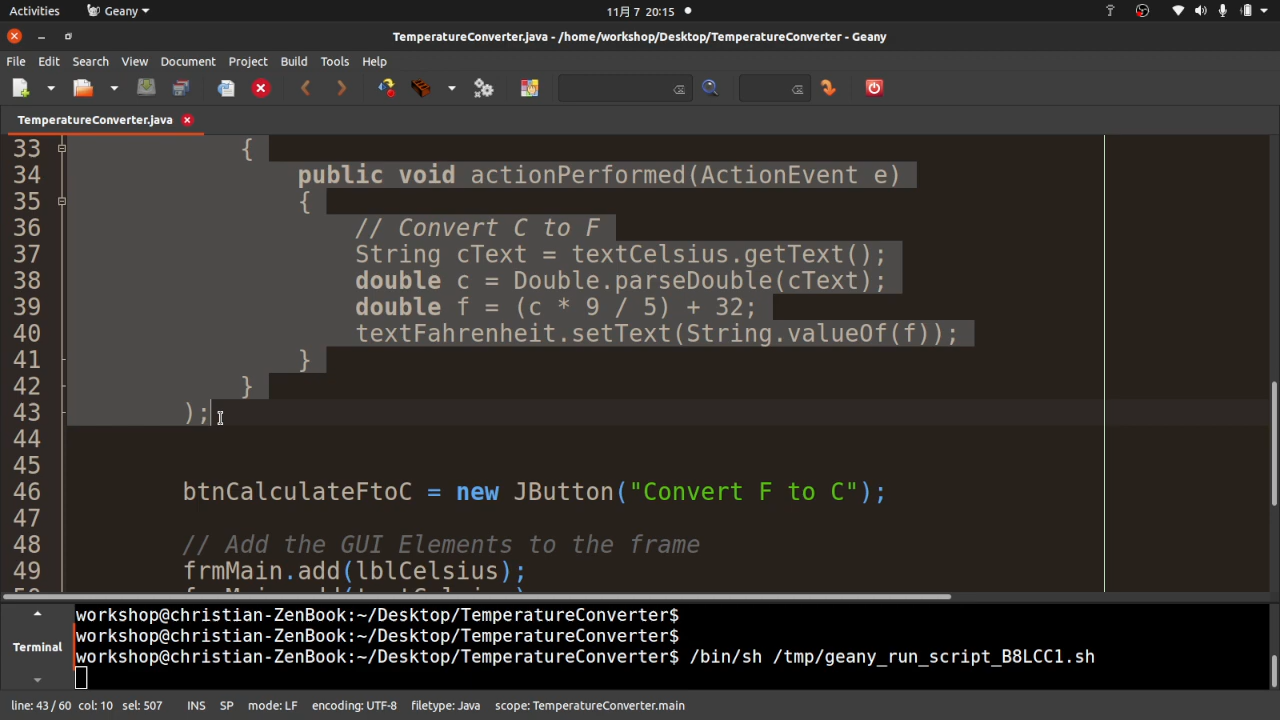 Activities Geany 11月 7 20:15
TemperatureConverter.java - /home/workshop/Desktop/TemperatureConverter - Geany
File Edit Search View Document Project Build Tools Help
TemperatureConverter.java
33 {
34 public void actionPerformed(ActionEvent e)
35 {
36 // Convert C to F
37 String cText = textCelsius.getText();
38 double c = Double.parseDouble(cText);
39 double f = (c * 9 / 5) + 32;
40 textFahrenheit.setText(String.valueOf(f));
41 }
42 }
43 );
44
45
46 btnCalculateFtoC = new JButton("Convert F to C");
47
48 // Add the GUI Elements to the frame
49 frmMain.add(lblCelsius);
workshop@christian-ZenBook:~/Desktop/TemperatureConverter$
workshop@christian-ZenBook:~/Desktop/TemperatureConverter$
Terminal workshop@christian-ZenBook:~/Desktop/TemperatureConverter$ /bin/sh /tmp/geany_run_script_B8LCC1.sh
line: 43 / 60 col: 10 sel: 507 INS SP mode: LF encoding: UTF-8 filetype: Java scope: TemperatureConverter.main